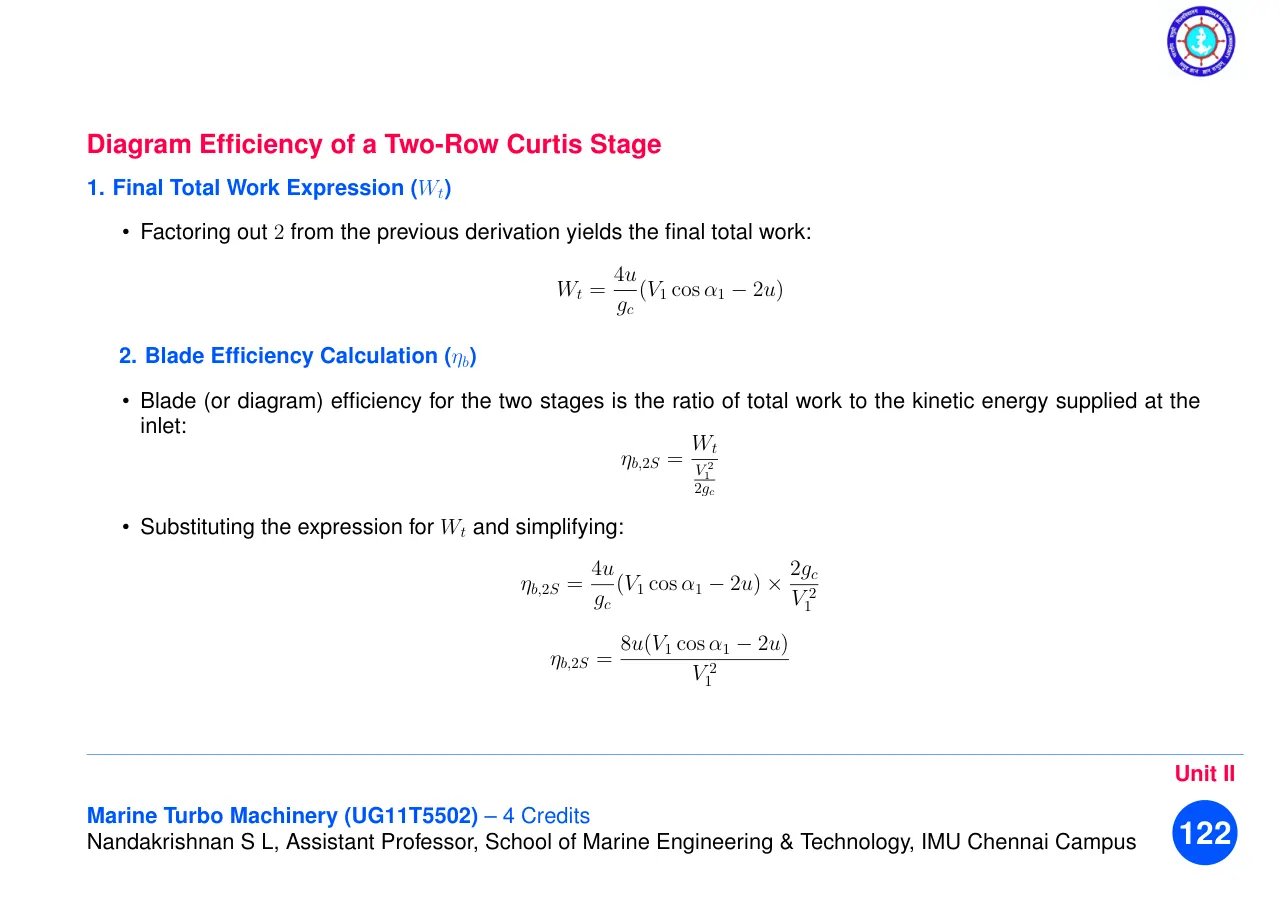 Diagram Efficiency of a Two-Row Curtis Stage
1. Final Total Work Expression (W_t)
• Factoring out 2 from the previous derivation yields the final total work:
W_t = \frac{4u}{g_c}(V_1 \cos α_1 − 2u)
2. Blade Efficiency Calculation (η_b)
• Blade (or diagram) efficiency for the two stages is the ratio of total work to the kinetic energy supplied at the
inlet:
η_{b,2S} = \frac{W_t}{\frac{V_1^2}{2g_c}}
• Substituting the expression for W_t and simplifying:
η_{b,2S} = \frac{4u}{g_c}(V_1 \cos α_1 − 2u) × \frac{2g_c}{V_1^2}
η_{b,2S} = \frac{8u(V_1 \cos α_1 − 2u)}{V_1^2}
Unit II
Marine Turbo Machinery (UG11T5502) – 4 Credits
Nandakrishnan S L, Assistant Professor, School of Marine Engineering & Technology, IMU Chennai Campus
122